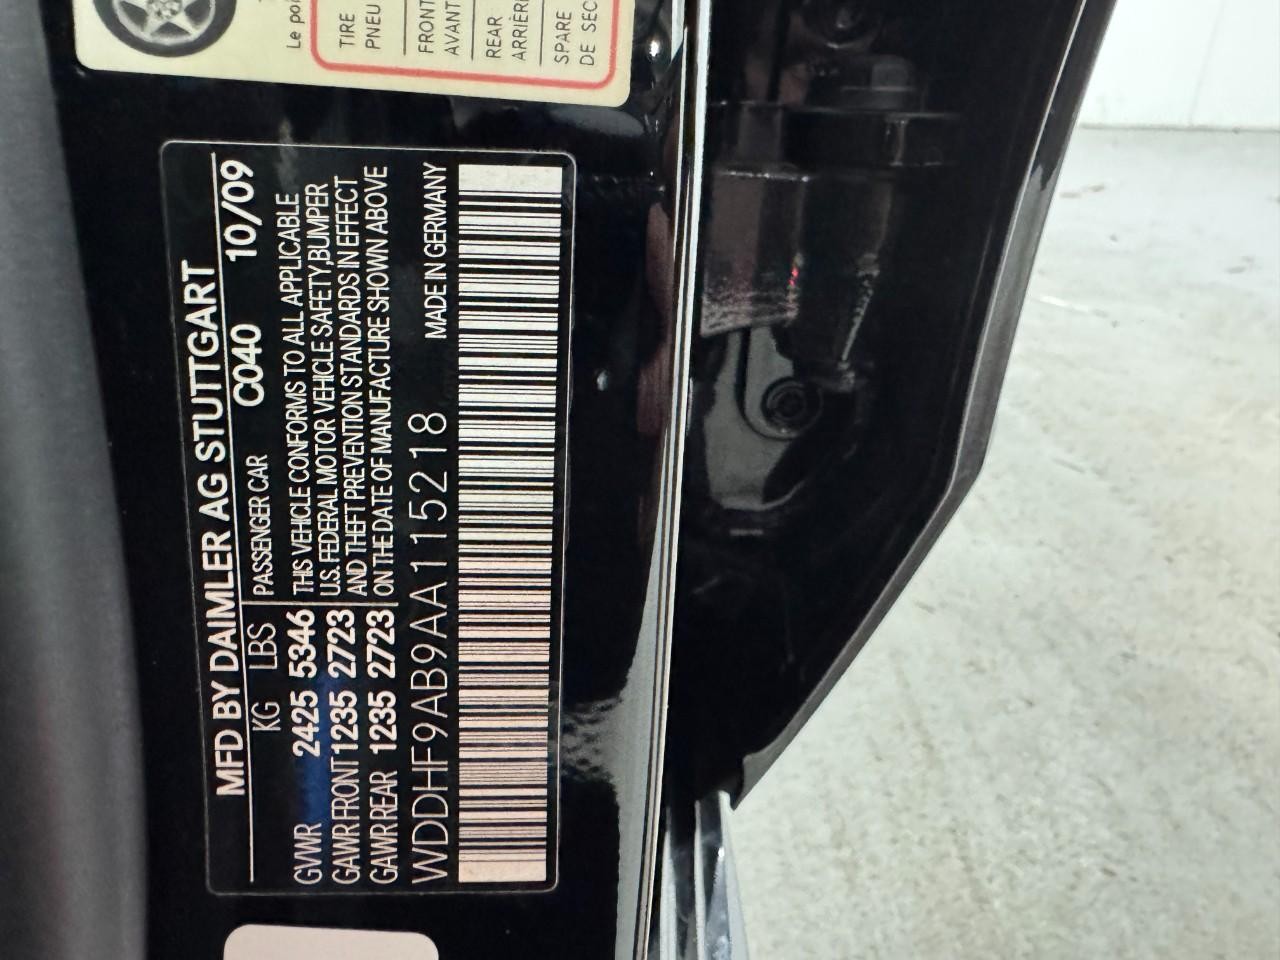 Le poi
TIRE
PNEU
FRONT
AVANT
REAR
ARRIÈRE
SPARE
DE SEC
MFD BY DAIMLER AG STUTTGART
KG LBS PASSENGER CAR C040 10/09
GVWR 2425 5346 THIS VEHICLE CONFORMS TO ALL APPLICABLE
U.S. FEDERAL MOTOR VEHICLE SAFETY,BUMPER
GAWR FRONT 1235 2723 AND THEFT PREVENTION STANDARDS IN EFFECT
GAWR REAR 1235 2723 ON THE DATE OF MANUFACTURE SHOWN ABOVE
WDDHF9AB9AA115218 MADE IN GERMANY